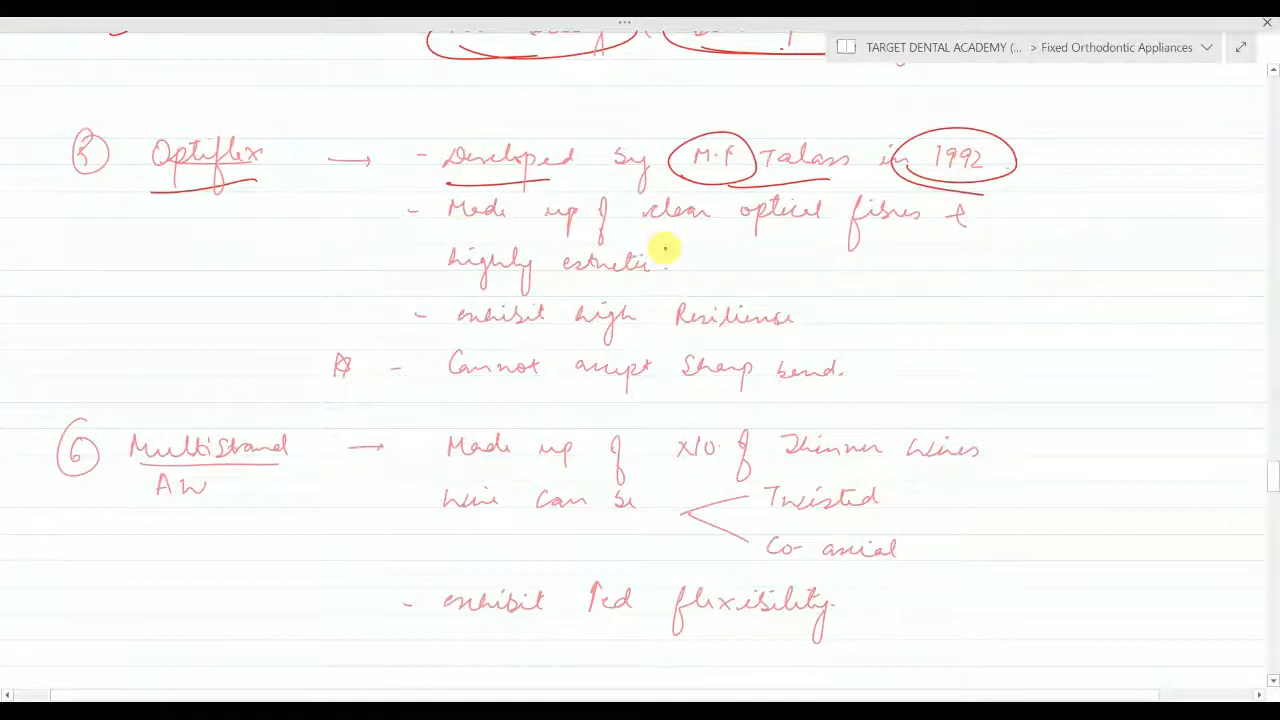 TARGET DENTAL ACADEMY (... > Fixed Orthodontic Appliances
5 Optiflex → - Developed by M.F Talass in 1992
- Made up of clear optical fibres &
highly esthetic.
- exhibit high Resilience
- Cannot accept Sharp bend.
6 Multistrand → Made up of of Thinner wires
AW
wire can be
Twisted
Co-axial
- exhibit ↑ed flexibility.